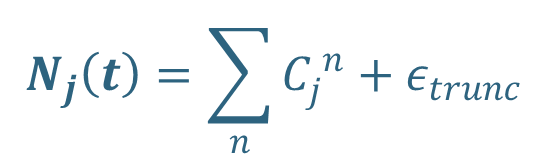 N_j(t) = ∑_n C_j^n + ϵ_trunc